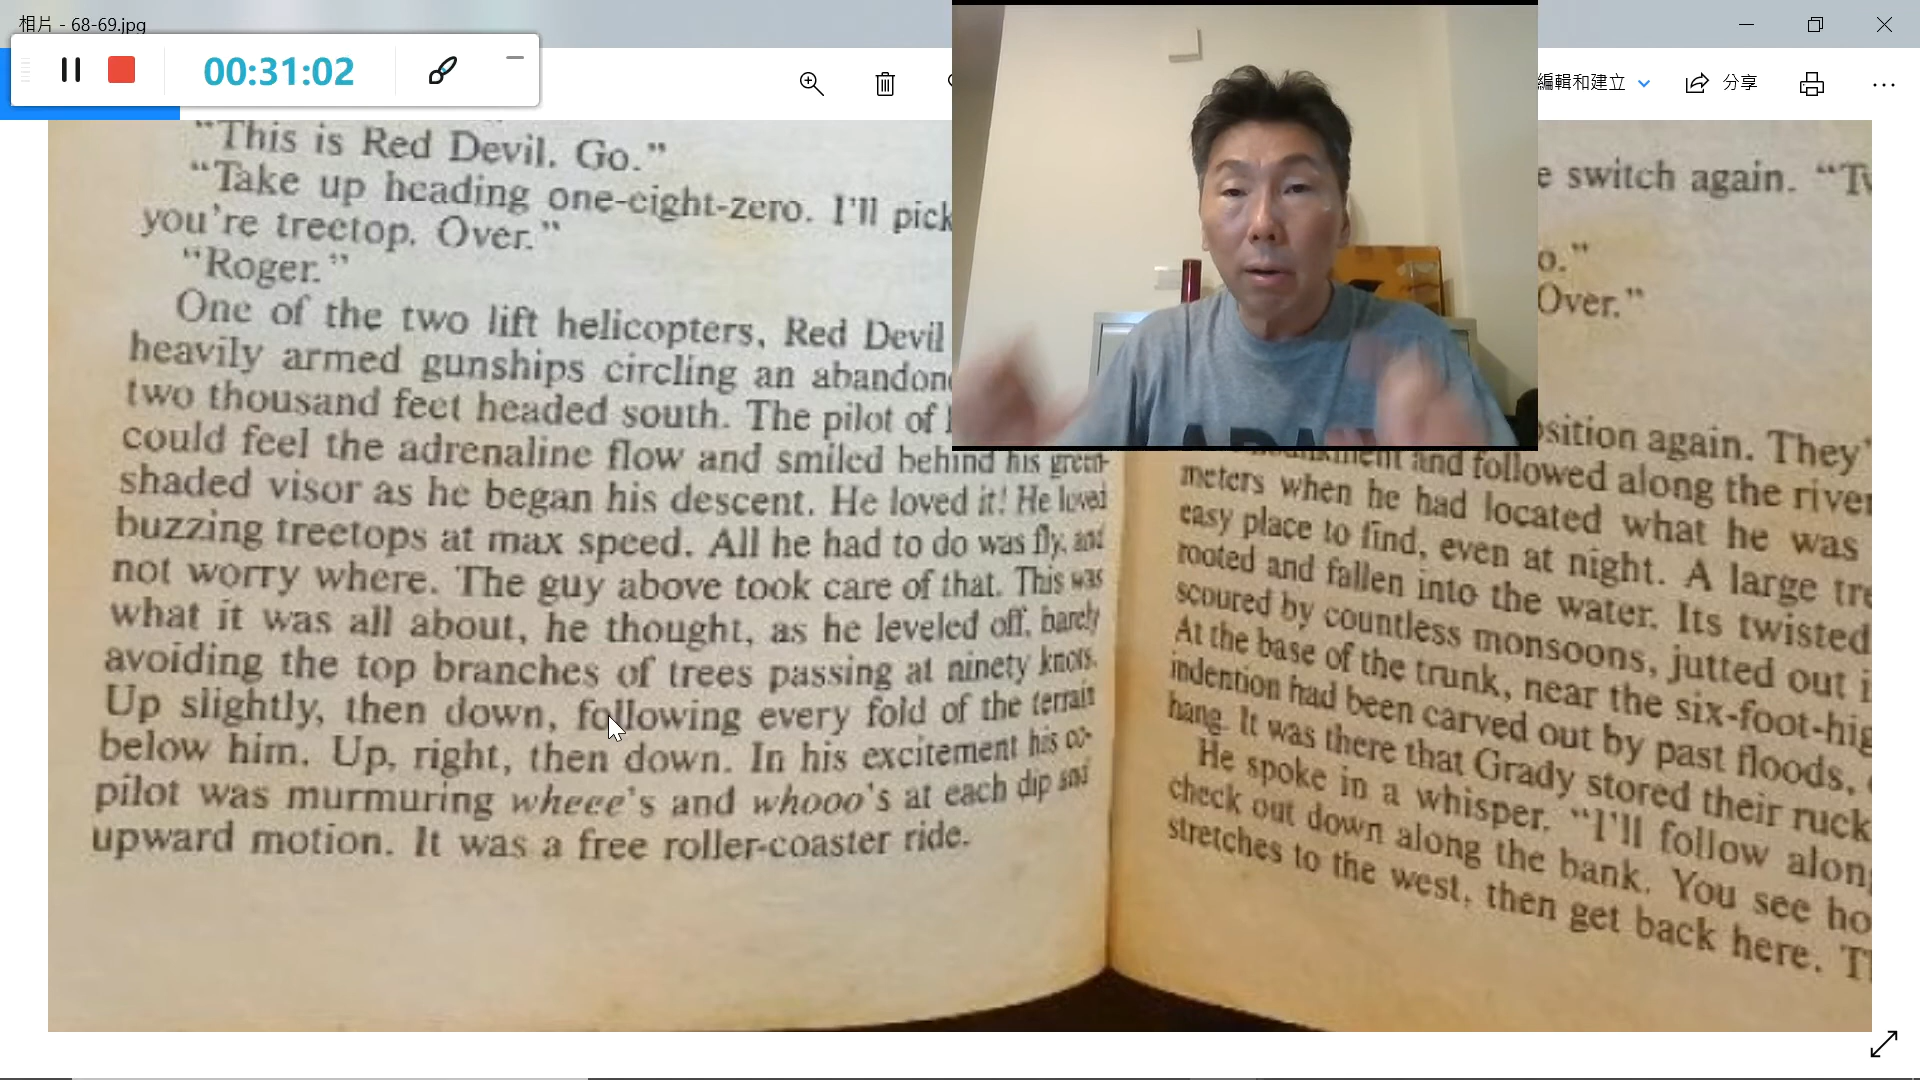 相片 - 68-69.jpg
00:31:02
編輯和建立
分享
"This is Red Devil. Go."
"Take up heading one-eight-zero. I'll pick
you're treetop. Over."
"Roger."
One of the two lift helicopters, Red Devil
heavily armed gunships circling an
two thousand feet headed south. The pilot of
could feel the adrenaline flow and smiled behind his green-
shaded visor as he began his descent. He loved it! He loved
buzzing treetops at max speed. All he had to do was fly, and
not worry where. The guy above took care of that. This was
what it was all about, he thought, as he leveled off, barely
avoiding the top branches of trees passing at ninety knots.
Up slightly, then down, following every fold of the terrain
below him. Up, right, then down. In his excitement his co-
pilot was murmuring wheee's and whooo's at each dip and
upward motion. It was a free roller-coaster ride.
switch again.
Over."
again.
and followed along the river
meters when he had located what he was
easy place to find, even at night. A large
rooted and fallen into the water. Its twisted
scoured by countless monsoons, jutted out
At the base of the trunk, near the
indention had been carved out by past floods,
hang. It was there that Grady stored their
He spoke in a whisper. "I'll follow
check out down along the bank. You see
stretches to the west, then get back here.